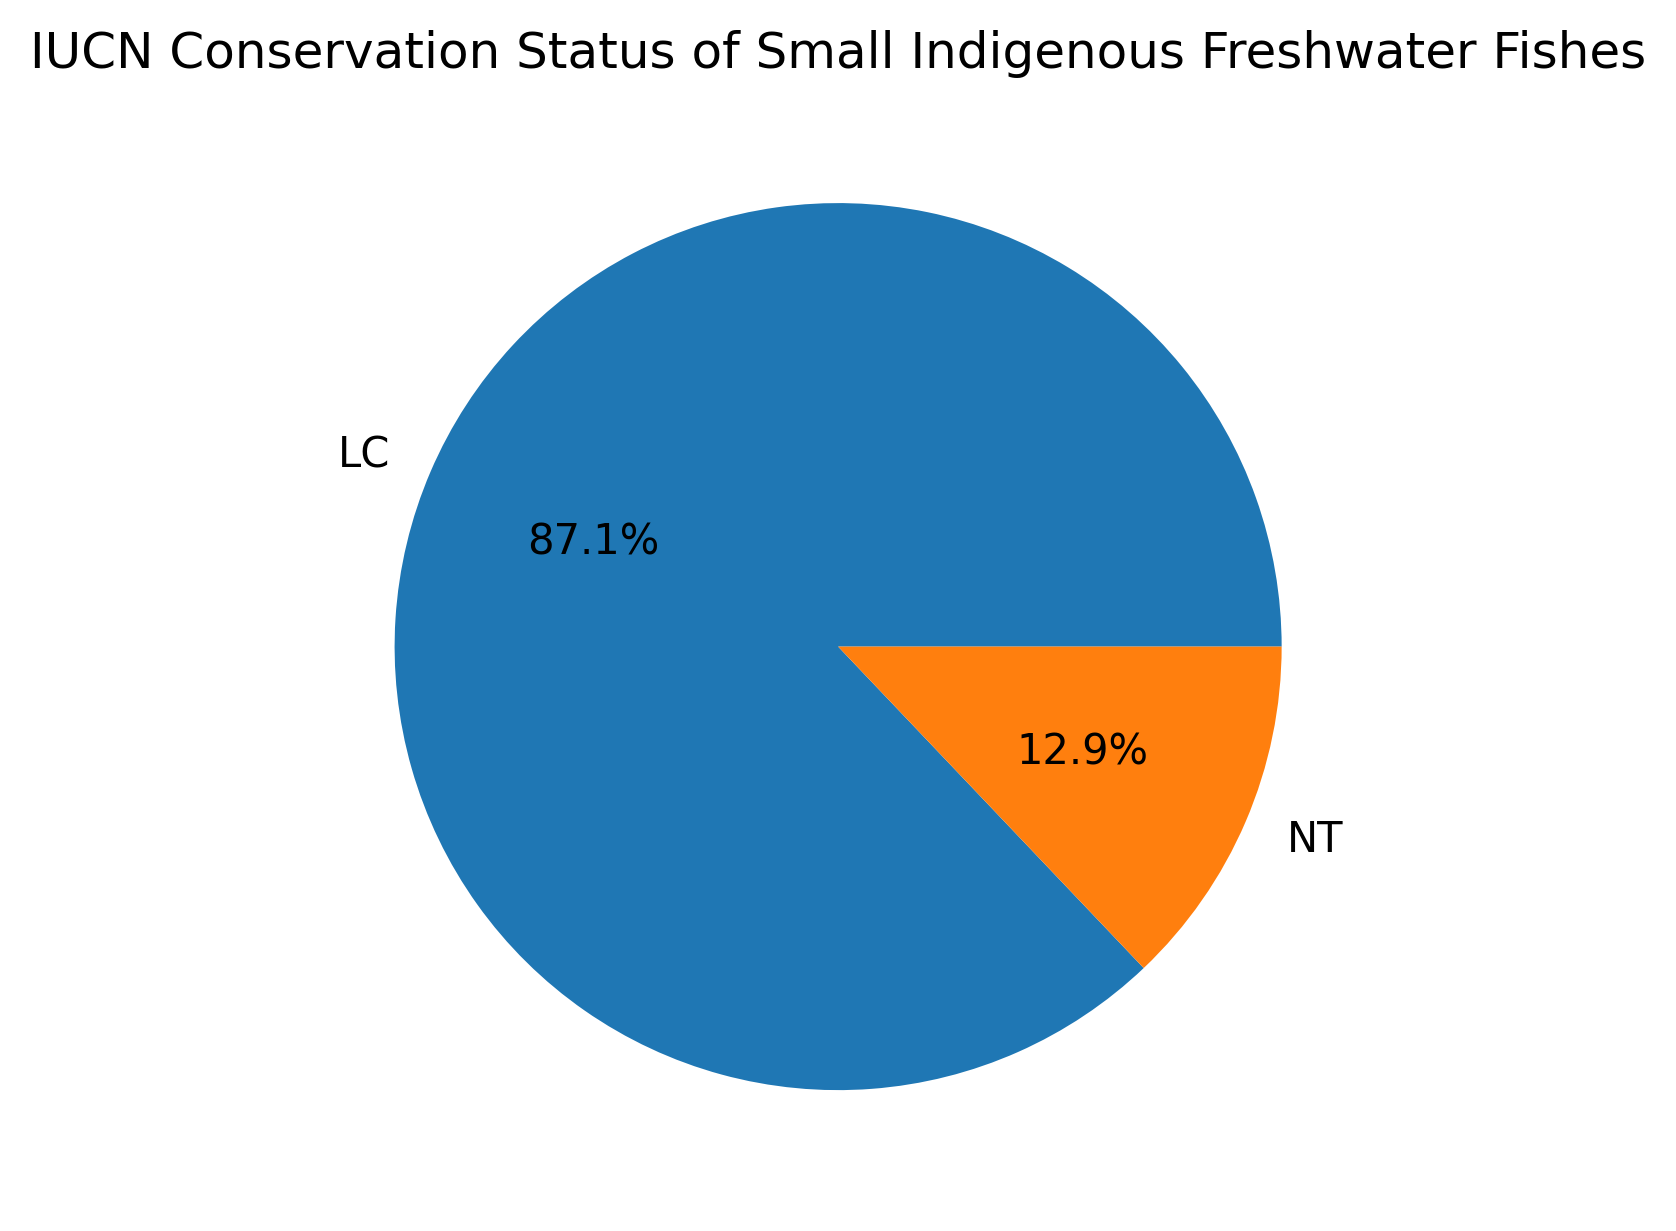 IUCN Conservation Status of Small Indigenous Freshwater Fishes
LC
87.1%
12.9%
NT